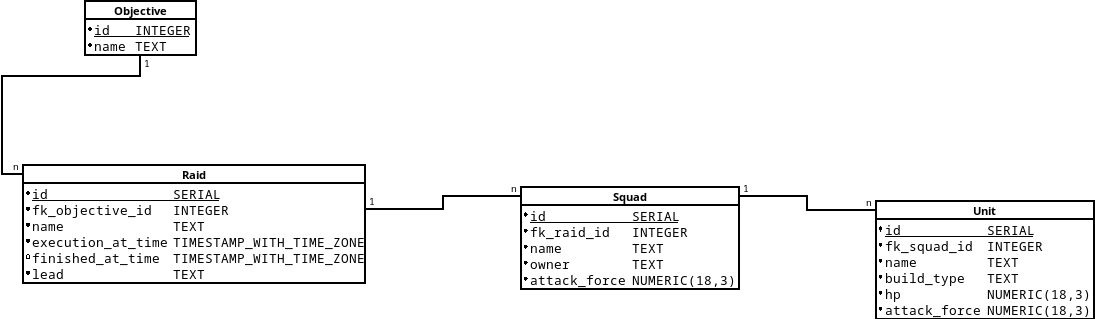 Objective
id INTEGER
name TEXT
1
n
Raid
id SERIAL
fk_objective_id INTEGER
name TEXT
execution_at_time TIMESTAMP_WITH_TIME_ZONE
finished_at_time TIMESTAMP_WITH_TIME_ZONE
lead TEXT
1
n
Squad
id SERIAL
fk_raid_id INTEGER
name TEXT
owner TEXT
attack_force NUMERIC(18,3)
1
n
Unit
id SERIAL
fk_squad_id INTEGER
name TEXT
build_type TEXT
hp NUMERIC(18,3)
attack_force NUMERIC(18,3)